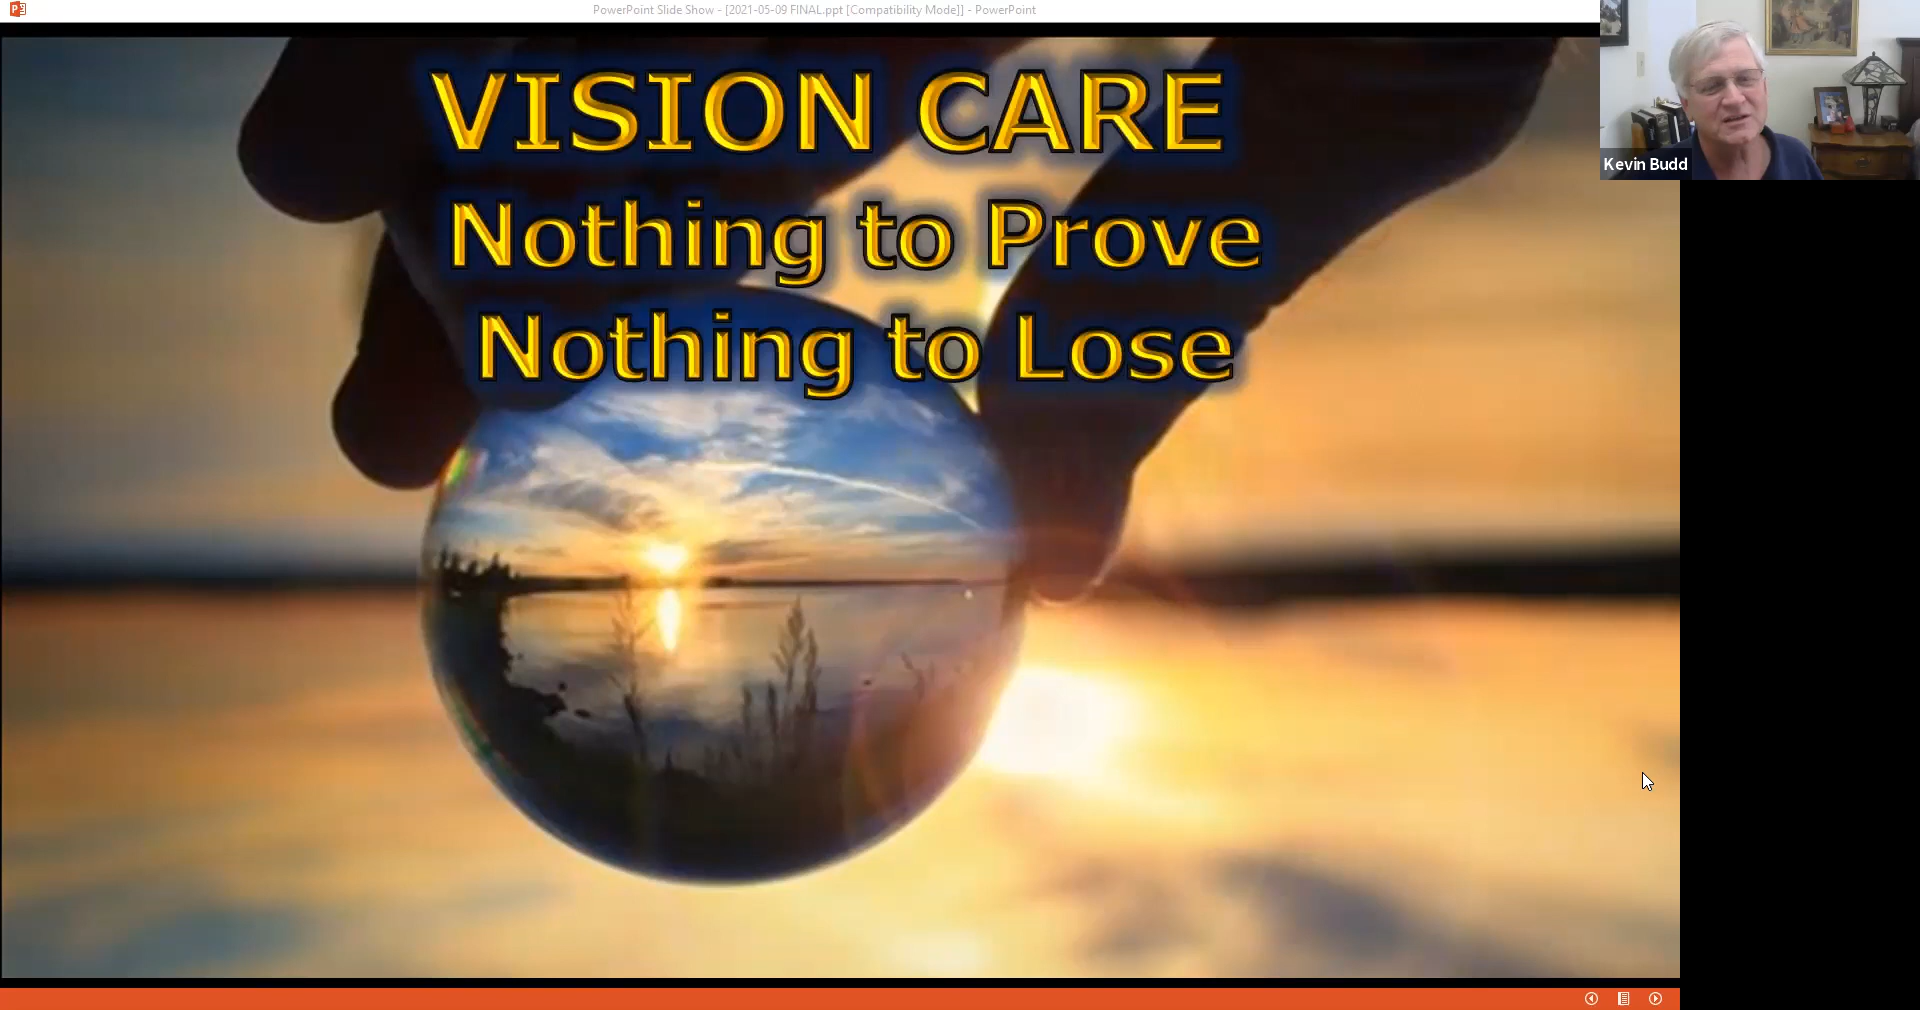 PowerPoint Slide Show - [2021-05-09 FINAL.ppt [Compatibility Mode]] - PowerPoint
VISION CARE
Nothing to Prove
Nothing to Lose
Kevin Budd